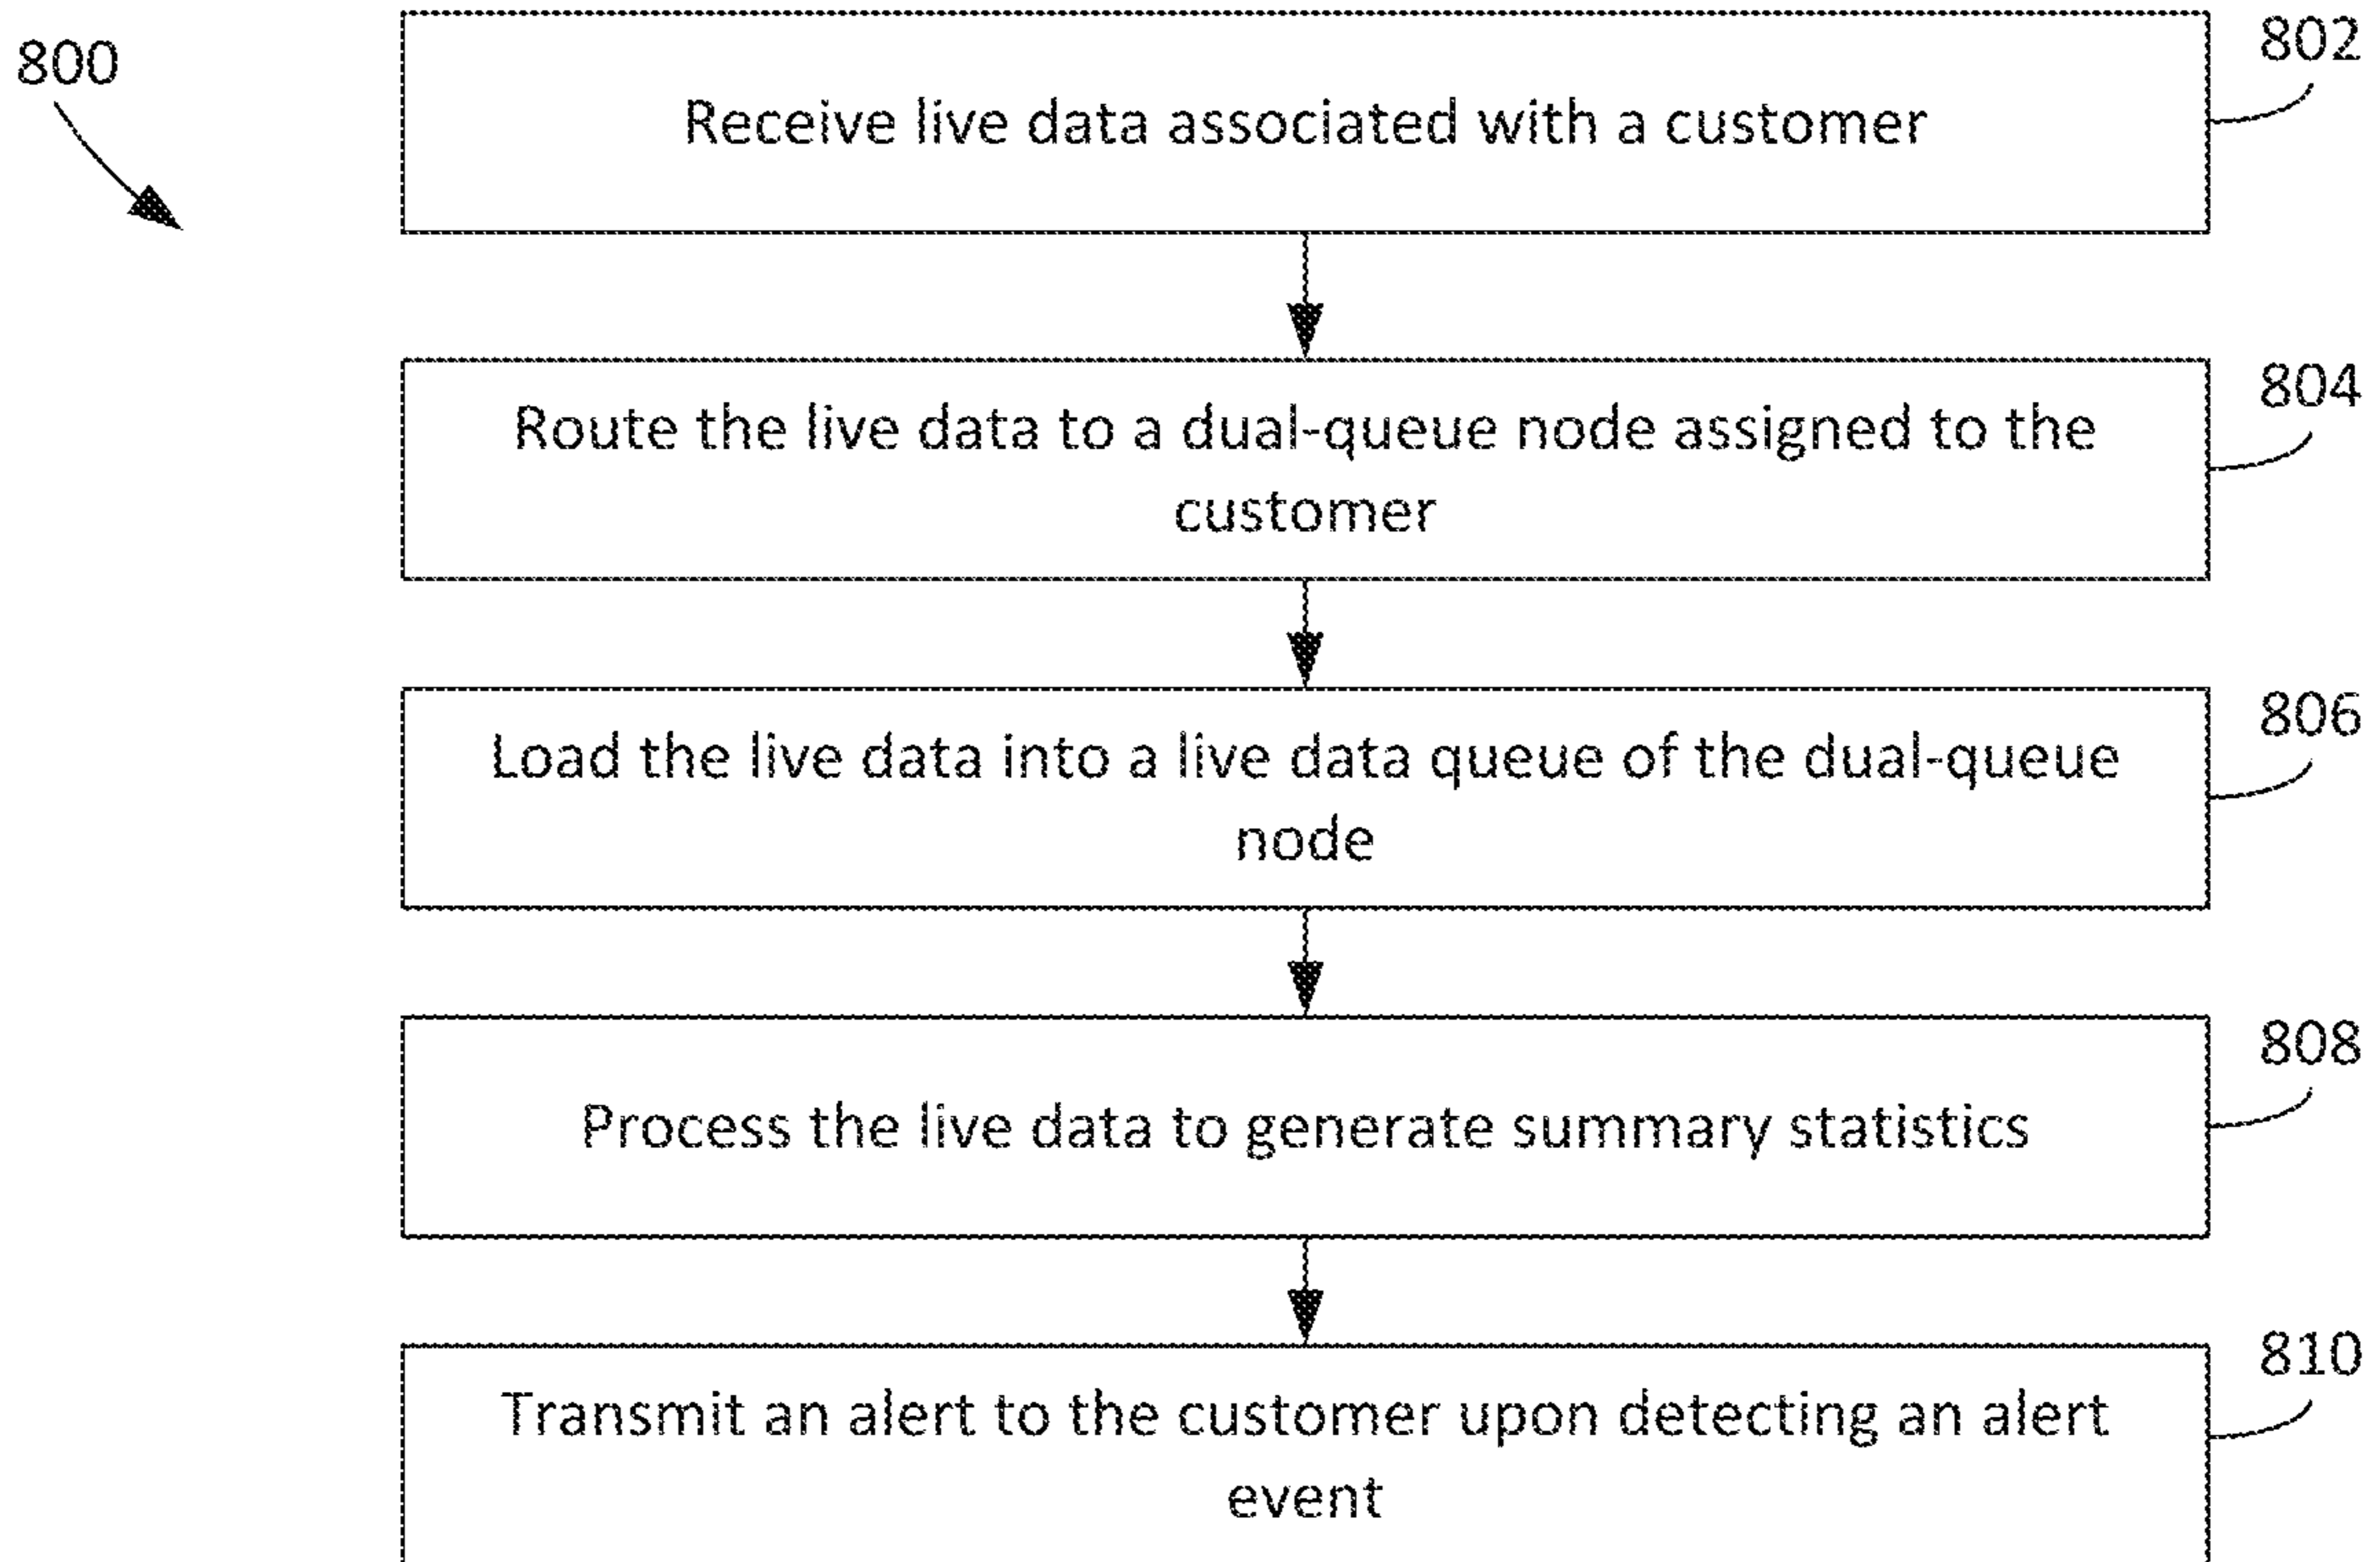 800
802
Receive live data associated with a customer
804
Route the live data to a dual-queue node assigned to the
customer
806
Load the live data into a live data queue of the dual-queue
node
808
Process the live data to generate summary statistics
810
Transmit an alert to the customer upon detecting an alert
event